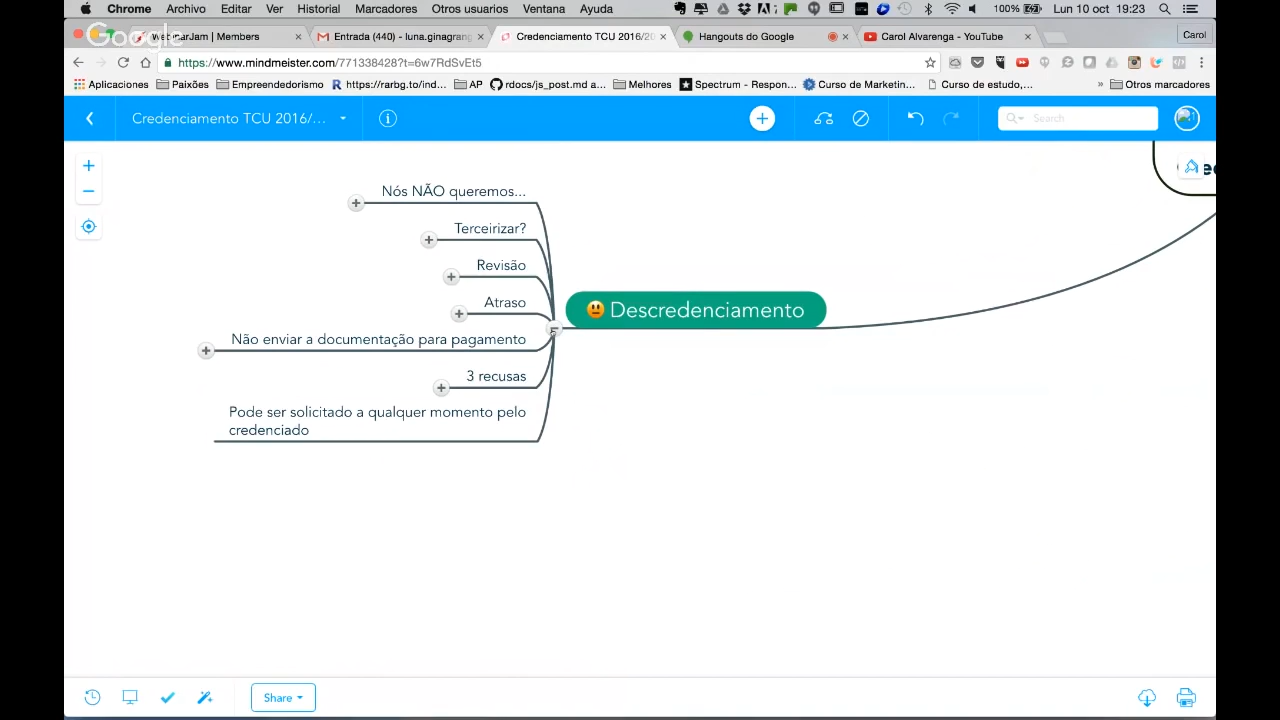 Chrome Archivo Editar Ver Historial Marcadores Otros usuarios Ventana Ayuda 100% Lun 10 oct 19:23
Google
WebinarJam | Members
Entrada (440) - luna.ginagrang
Credenciamento TCU 2016/20
Hangouts do Google
Carol Alvarenga - YouTube
Carol
https://www.mindmeister.com/771338428?t=6w7RdSvEt5
Aplicaciones Paixões Empreendedorismo https://rarbg.to/ind... AP rdocs/js_post.md a... Melhores Spectrum - Respon... Curso de Marketin... Curso de estudo,... » Otros marcadores
Credenciamento TCU 2016/...
Search
Nós NÃO queremos...
Terceirizar?
Revisão
Atraso
Descredenciamento
Não enviar a documentação para pagamento
3 recusas
Pode ser solicitado a qualquer momento pelo
credenciado
Share